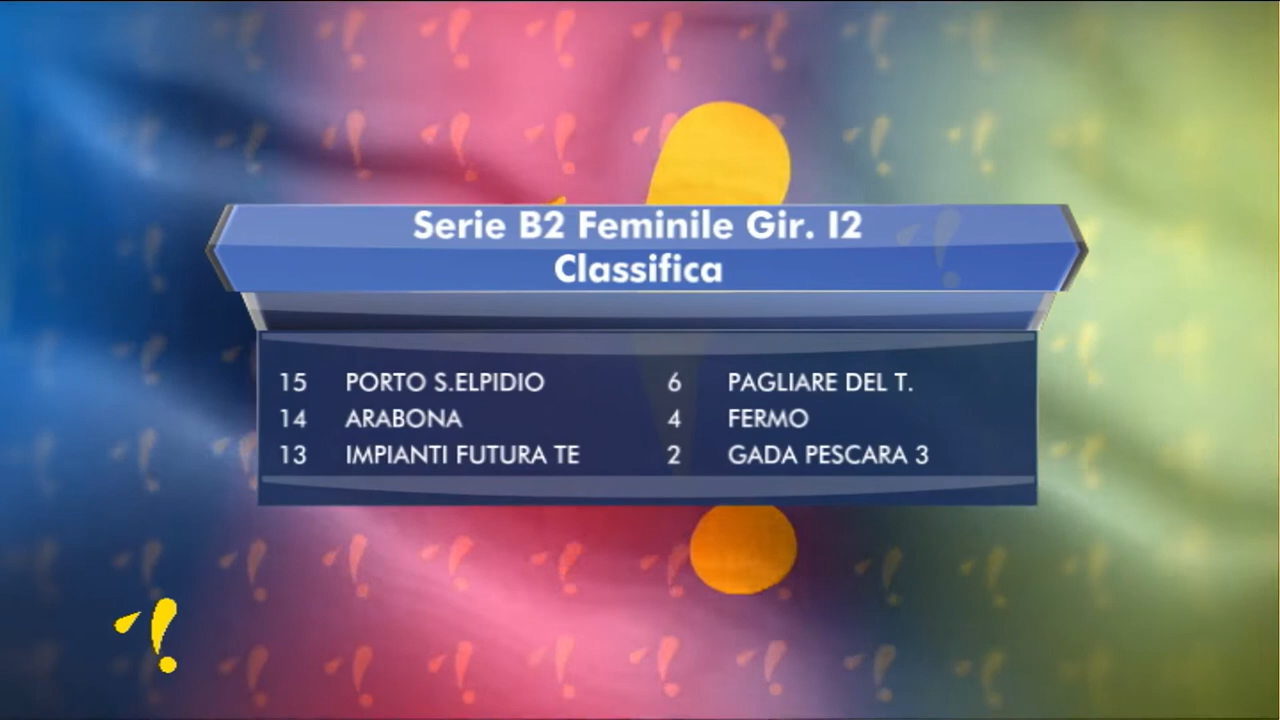 Serie B2 Feminile Gir. I2
Classifica
15 PORTO S.ELPIDIO
14 ARABONA
13 IMPIANTI FUTURA TE
6 PAGLIARE DEL T.
4 FERMO
2 GADA PESCARA 3